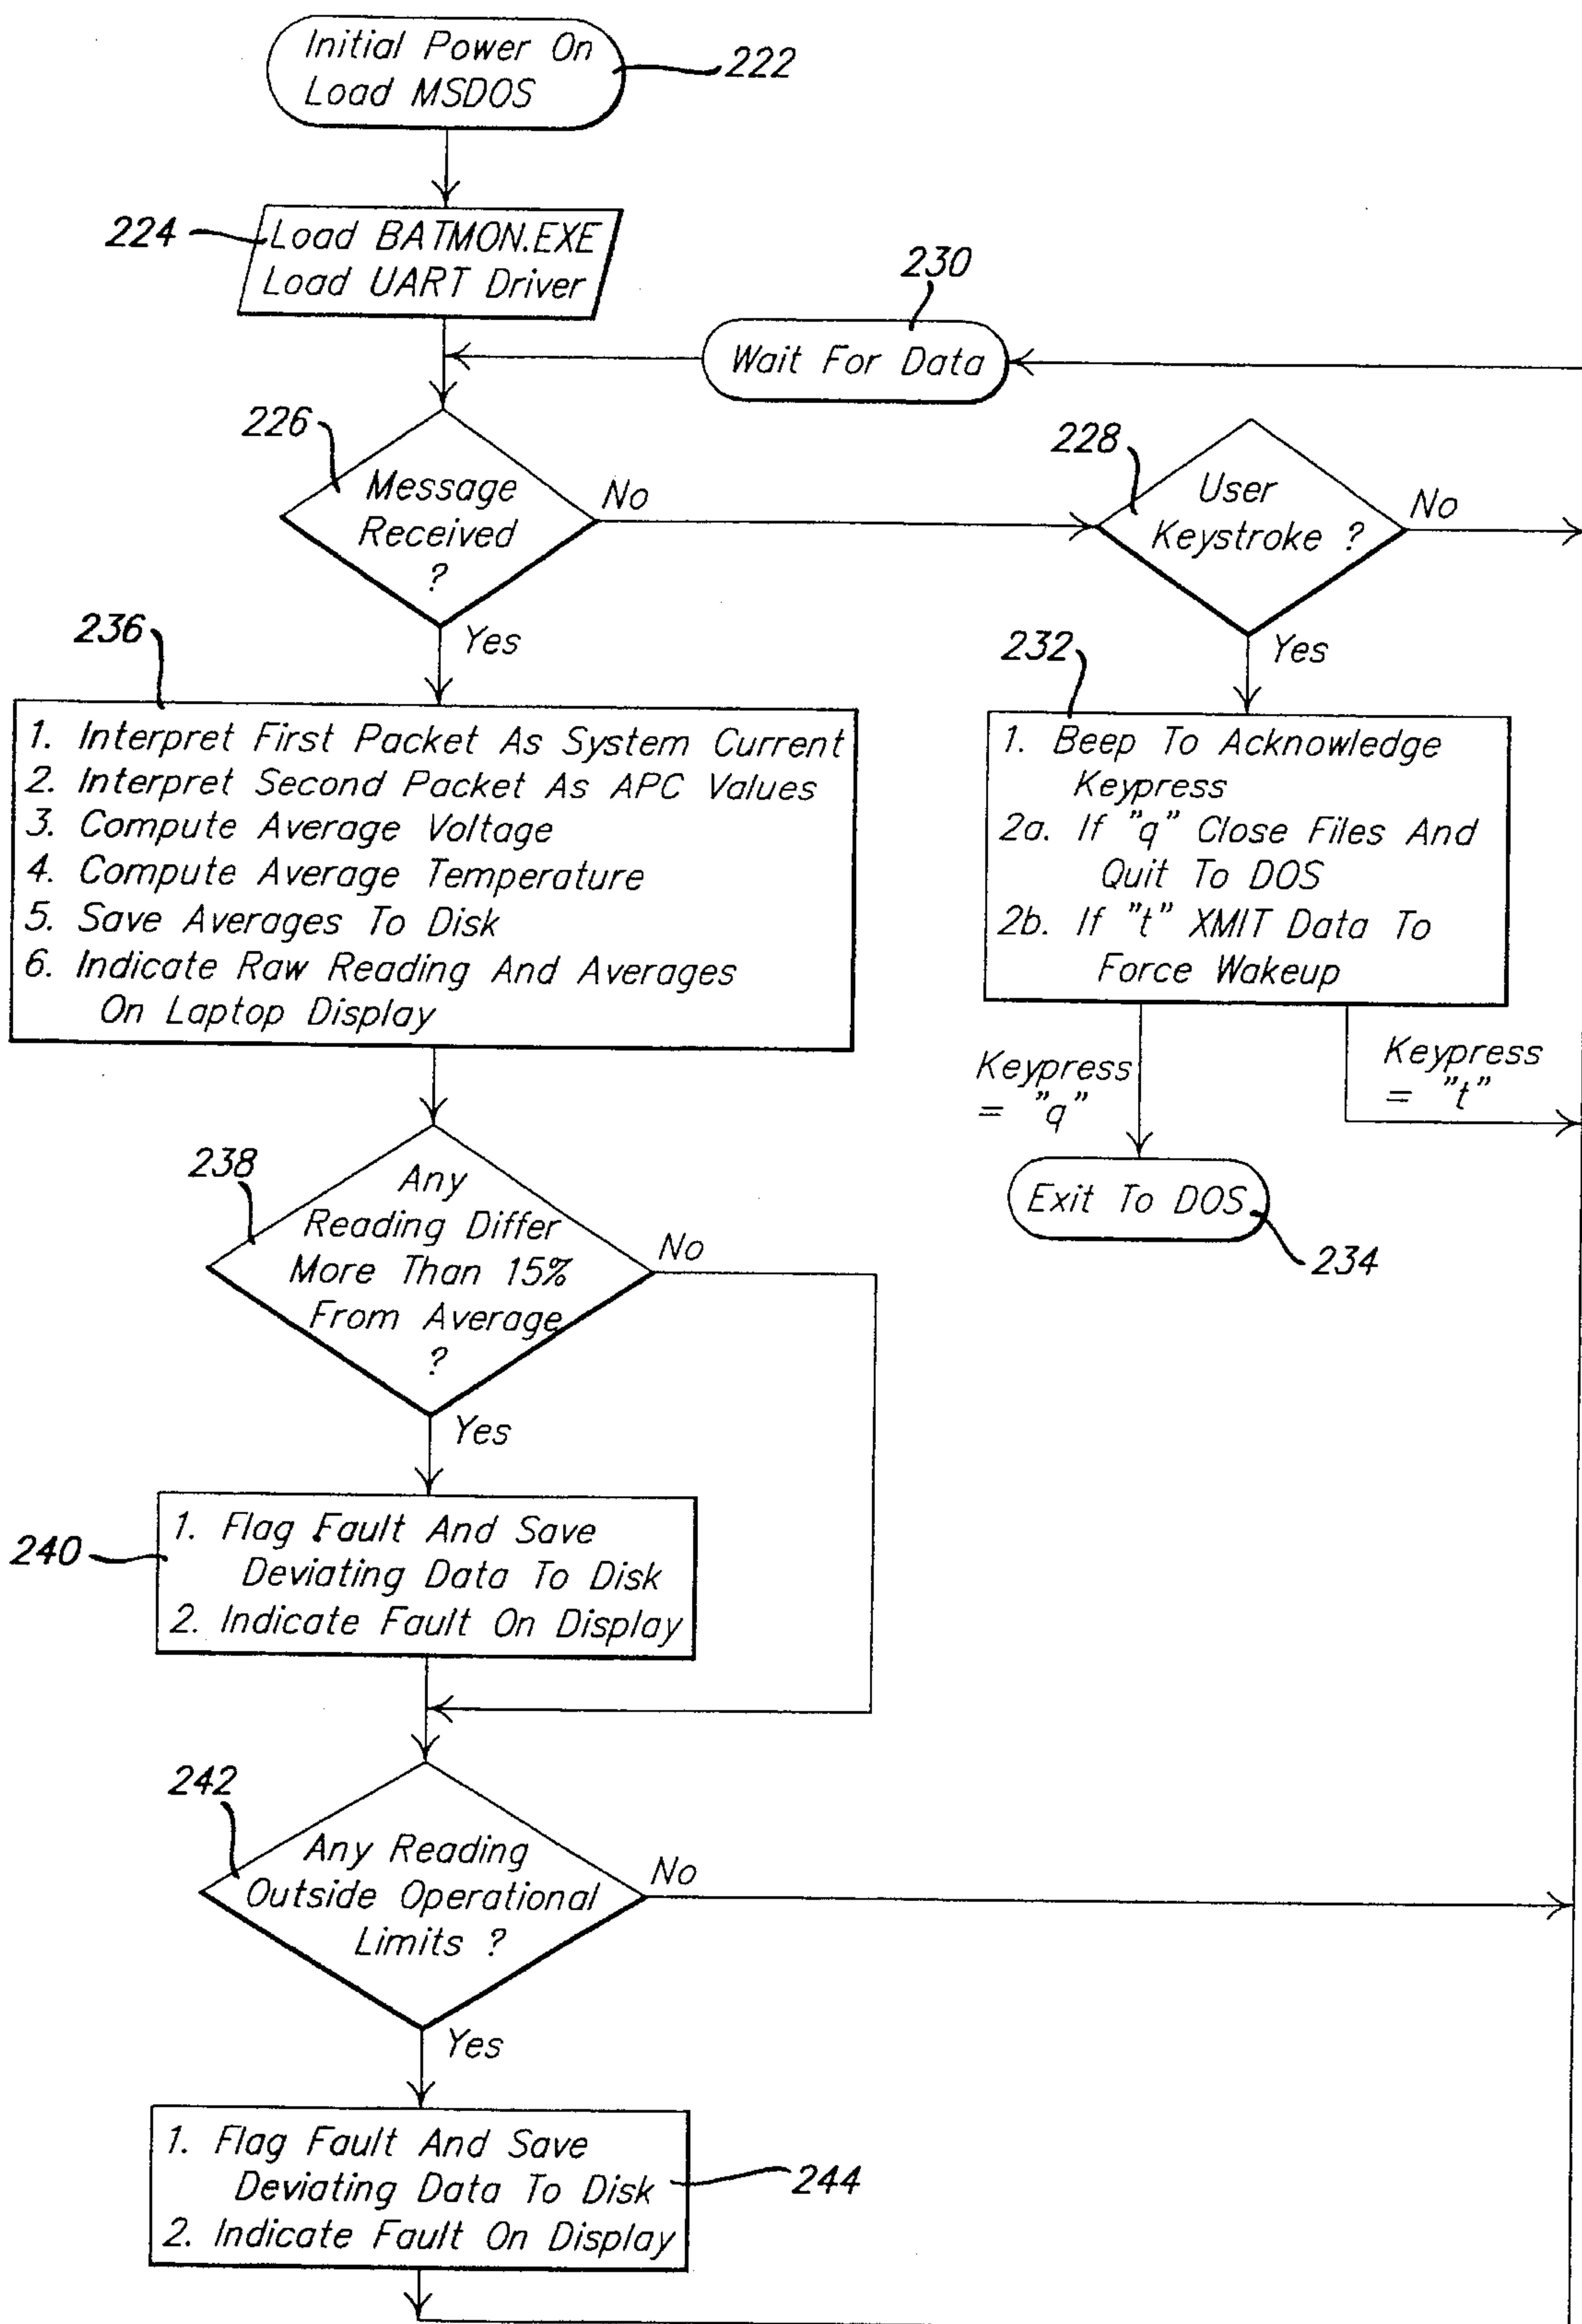 Initial Power On
Load MSDOS
222
224
Load BATMON.EXE
Load UART Driver
230
Wait For Data
226
Message
Received
?
No
228
User
Keystroke ?
No
Yes
Yes
236
1. Interpret First Packet As System Current
2. Interpret Second Packet As APC Values
3. Compute Average Voltage
4. Compute Average Temperature
5. Save Averages To Disk
6. Indicate Raw Reading And Averages
On Laptop Display
232
1. Beep To Acknowledge
Keypress
2a. If "q" Close Files And
Quit To DOS
2b. If "t" XMIT Data To
Force Wakeup
Keypress
= "q"
Keypress
= "t"
Exit To DOS
234
238
Any
Reading Differ
More Than 15%
From Average
?
No
Yes
240
1. Flag Fault And Save
Deviating Data To Disk
2. Indicate Fault On Display
242
Any Reading
Outside Operational
Limits ?
No
Yes
1. Flag Fault And Save
Deviating Data To Disk
2. Indicate Fault On Display
244